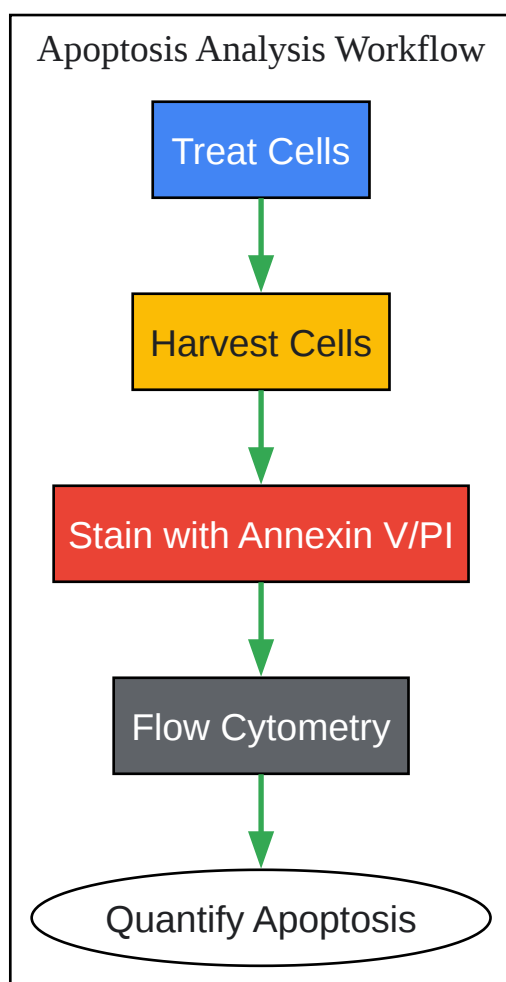 Apoptosis Analysis Workflow
Treat Cells
Harvest Cells
Stain with Annexin V/PI
Flow Cytometry
Quantify Apoptosis